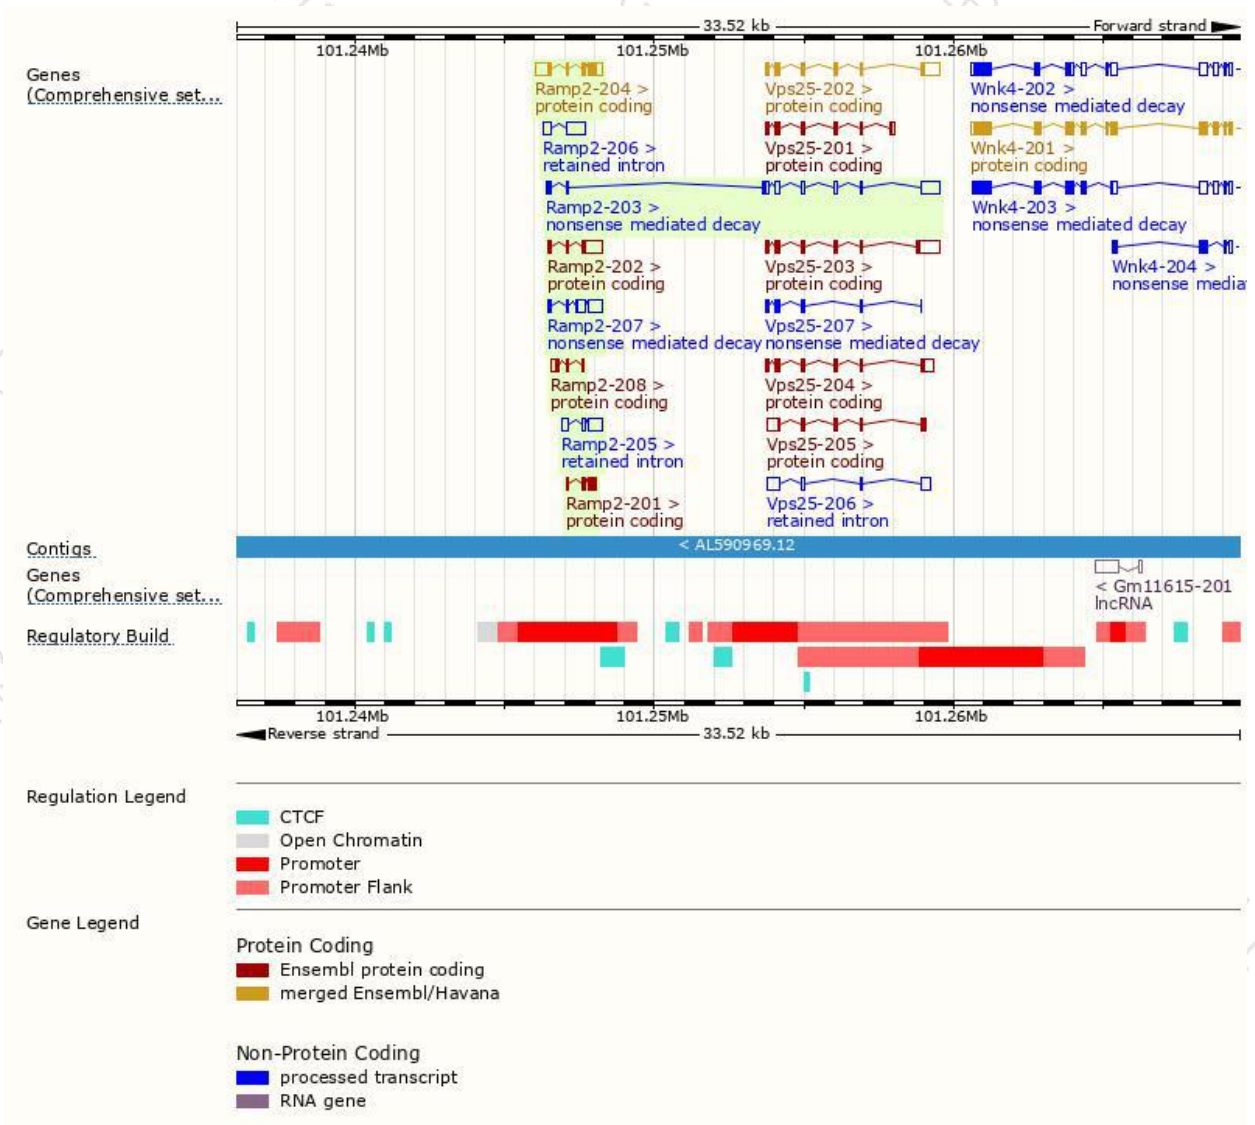 33.52 kb
Forward strand
101.24Mb 101.25Mb 101.26Mb
Genes
(Comprehensive set...
Ramp2-204 > Vps25-202 > Wnk4-202 >
protein coding protein coding nonsense mediated decay
Ramp2-206 > Vps25-201 > Wnk4-201 >
retained intron protein coding protein coding
Ramp2-203 > Wnk4-203 >
nonsense mediated decay nonsense mediated decay
Ramp2-202 > Vps25-203 > Wnk4-204 >
protein coding protein coding nonsense media
Ramp2-207 > Vps25-207 >
nonsense mediated decay nonsense mediated decay
Ramp2-208 > Vps25-204 >
protein coding protein coding
Ramp2-205 > Vps25-205 >
retained intron protein coding
Ramp2-201 > Vps25-206 >
protein coding retained intron
Contigs
< AL590969.12
Genes
(Comprehensive set...
< Gm11615-201
lncRNA
Regulatory Build
101.24Mb 101.25Mb 101.26Mb
Reverse strand 33.52 kb
Regulation Legend
CTCF
Open Chromatin
Promoter
Promoter Flank
Gene Legend
Protein Coding
Ensembl protein coding
merged Ensembl/Havana
Non-Protein Coding
processed transcript
RNA gene